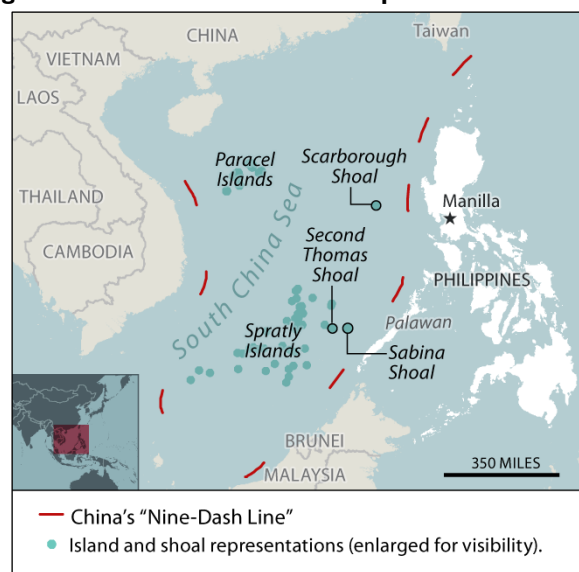 CHINA
Taiwan
VIETNAM
LAOS
Paracel
Islands
Scarborough
Shoal
THAILAND
Manilla
South China Sea
Second
Thomas
Shoal
CAMBODIA
PHILIPPINES
Palawan
Spratly
Islands
Sabina
Shoal
BRUNEI
MALAYSIA
350 MILES
China's "Nine-Dash Line"
Island and shoal representations (enlarged for visibility).